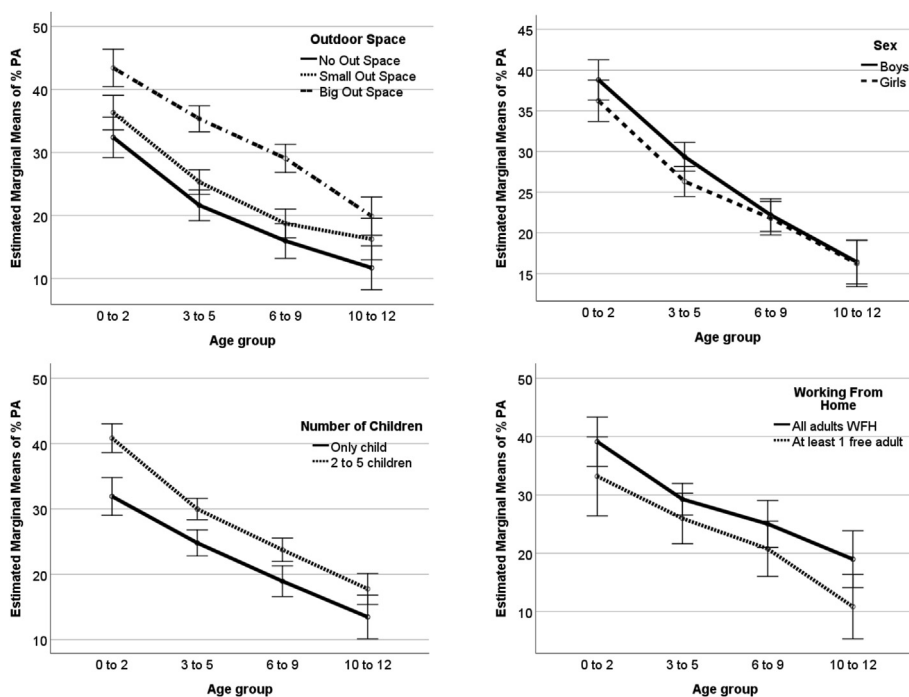 50
40
30
20
10
Estimated Marginal Means of % PA
Outdoor Space
No Out Space
Small Out Space
Big Out Space
0 to 2
3 to 5
6 to 9
10 to 12
Age group
45
40
35
30
25
20
15
Estimated Marginal Means of % PA
Sex
Boys
Girls
0 to 2
3 to 5
6 to 9
10 to 12
Age group
50
40
30
20
10
Estimated Marginal Means of % PA
Number of Children
Only child
2 to 5 children
0 to 2
3 to 5
6 to 9
10 to 12
Age group
50
40
30
20
10
Estimated Marginal Means of % PA
Working From
Home
All adults WFH
At least 1 free adult
0 to 2
3 to 5
6 to 9
10 to 12
Age group